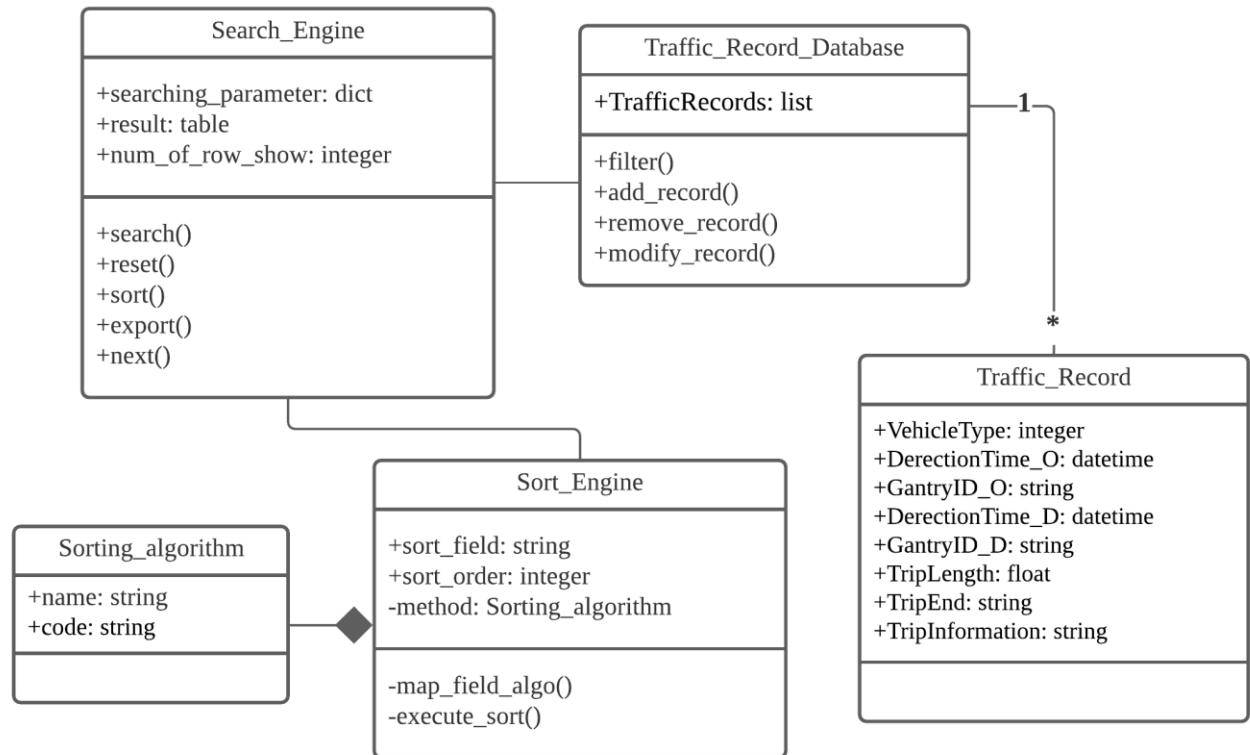 Search_Engine
+searching_parameter: dict
+result: table
+num_of_row_show: integer
+search()
+reset()
+sort()
+export()
+next()
Traffic_Record_Database
+TrafficRecords: list
+filter()
+add_record()
+remove_record()
+modify_record()
1
*
Traffic_Record
+VehicleType: integer
+DerectionTime_O: datetime
+GantryID_O: string
+DerectionTime_D: datetime
+GantryID_D: string
+TripLength: float
+TripEnd: string
+TripInformation: string
Sort_Engine
+sort_field: string
+sort_order: integer
-method: Sorting_algorithm
-map_field_algo()
-execute_sort()
Sorting_algorithm
+name: string
+code: string